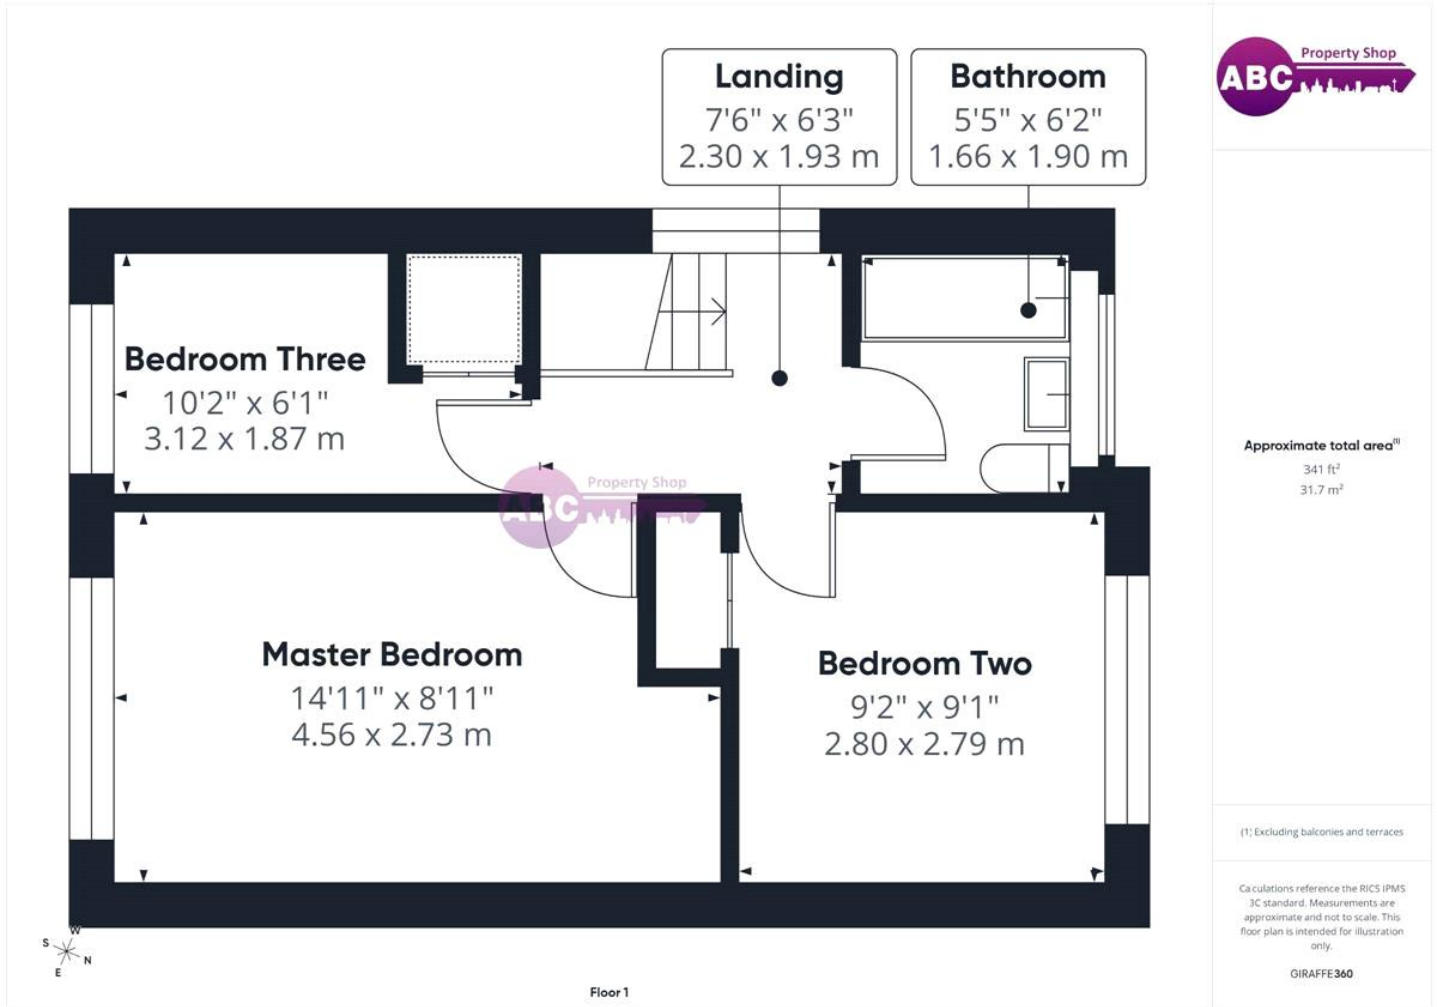 Landing
7'6" x 6'3"
2.30 x 1.93 m
Bathroom
5'5" x 6'2"
1.66 x 1.90 m
ABC Property Shop
Bedroom Three
10'2" x 6'1"
3.12 x 1.87 m
ABC Property Shop
Master Bedroom
14'11" x 8'11"
4.56 x 2.73 m
Bedroom Two
9'2" x 9'1"
2.80 x 2.79 m
Approximate total area(1)
341 ft²
31.7 m²
(1) Excluding balconies and terraces
Calculations reference the RICS IPMS
3C standard. Measurements are
approximate and not to scale. This
floor plan is intended for illustration
only.
GIRAFFE360
W
S
N
E
Floor 1